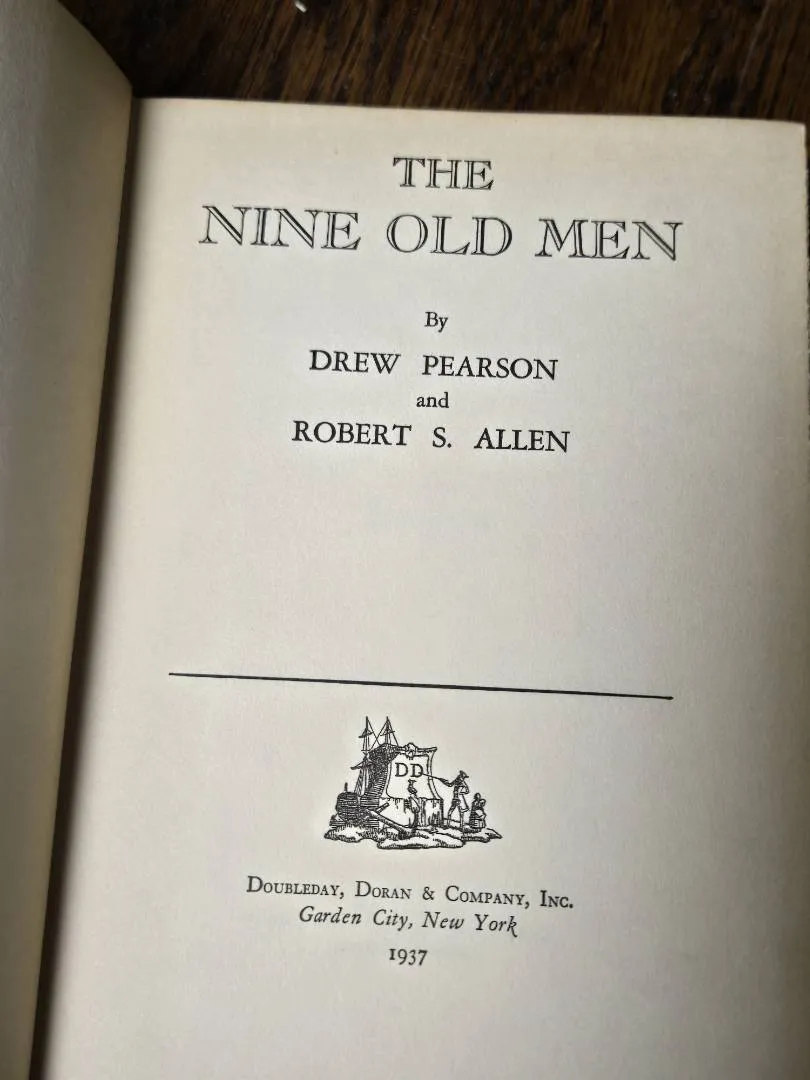 THE
NINE OLD MEN
By
DREW PEARSON
and
ROBERT S. ALLEN
DD
DOUBLEDAY, DORAN & COMPANY, INC.
Garden City, New York
1937